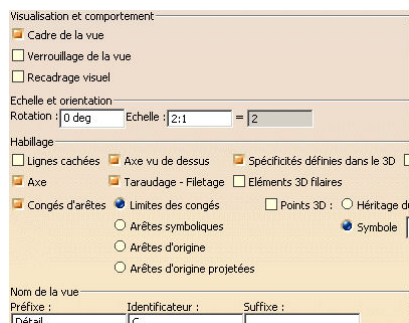 Visualisation et comportement
Cadre de la vue
Verrouillage de la vue
Recadrage visuel
Echelle et orientation
Rotation : 0 deg Echelle : 2:1 = 2
Habillage
Lignes cachées Axe vu de dessus Spécificités définies dans le 3D
Axe Taraudage - Filetage Eléments 3D filaires
Congés d'arêtes Limites des congés Points 3D : Héritage du
Arêtes symboliques Symbole
Arêtes d'origine
Arêtes d'origine projetées
Nom de la vue
Préfixe : Identificateur : Suffixe :
Détail C